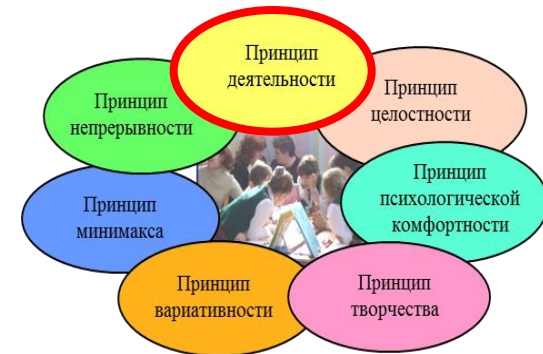 Принцип
деятельности
Принцип
целостности
Принцип
психологической
комфортности
Принцип
творчества
Принцип
вариативности
Принцип
минимакса
Принцип
непрерывности